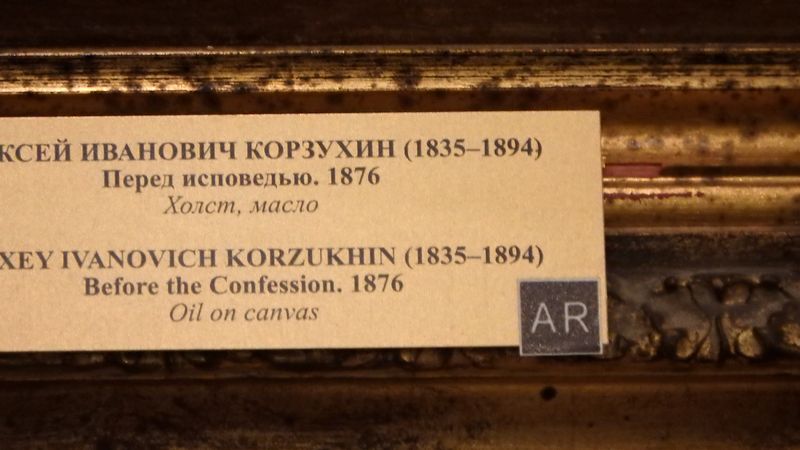 КСЕЙ ИВАНОВИЧ КОРЗУХИН (1835–1894)
Перед исповедью. 1876
Холст, масло
XEY IVANOVICH KORZUKHIN (1835–1894)
Before the Confession. 1876
Oil on canvas
AR